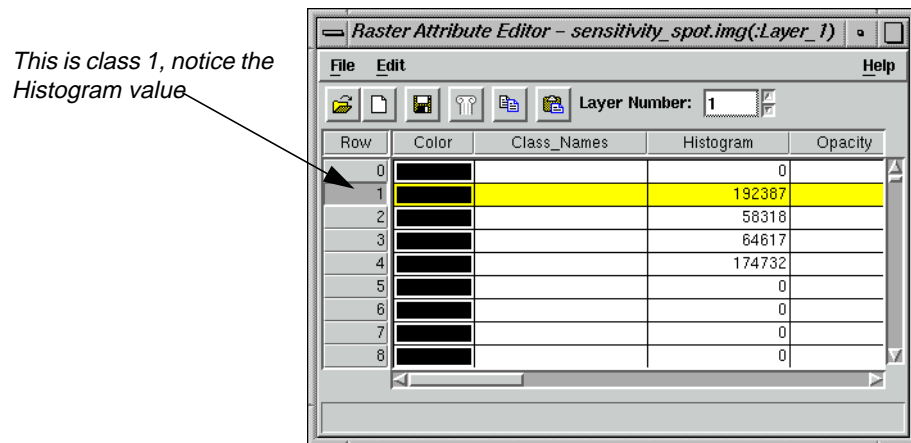 Raster Attribute Editor – sensitivity_spot.img(:Layer_1)
This is class 1, notice the
Histogram value
File Edit Help
Layer Number: 1
Row Color Class_Names Histogram Opacity
0 0
1 192387
2 58318
3 64617
4 174732
5 0
6 0
7 0
8 0